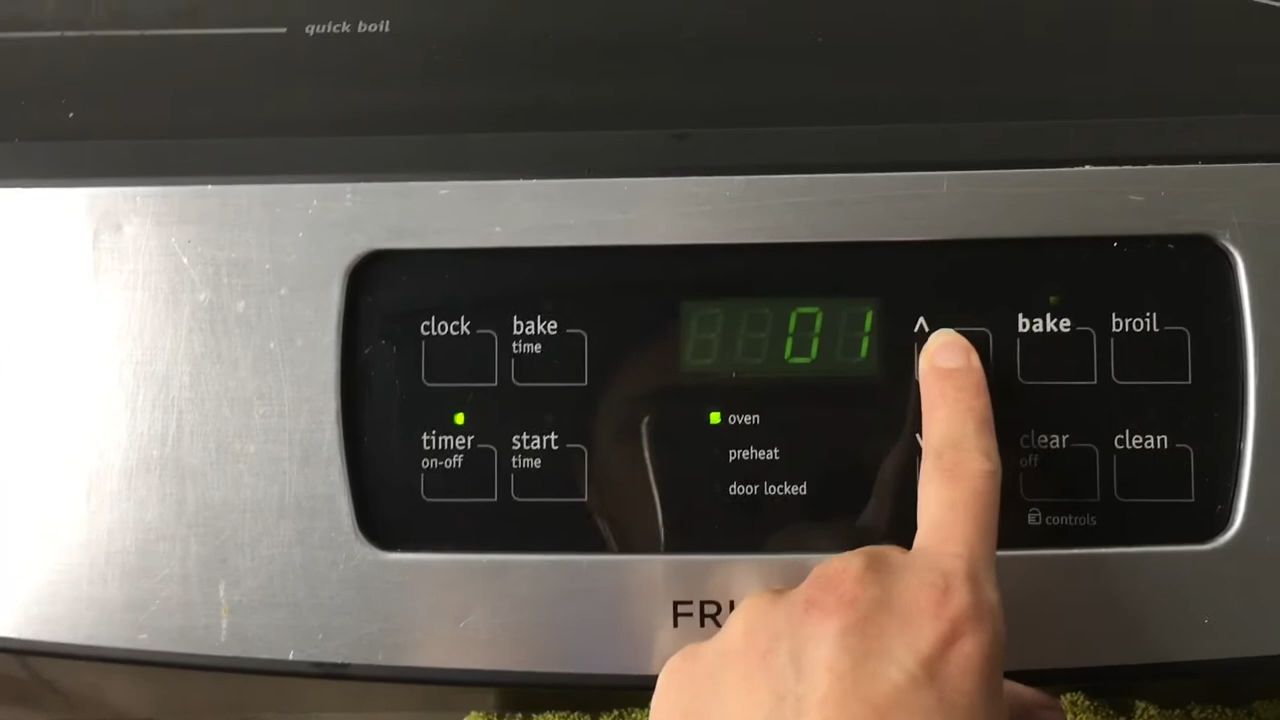 quick boil
clock
bake
time
01
^
bake
broil
timer
on-off
start
time
oven
preheat
door locked
clear
off
clean
controls
FRI